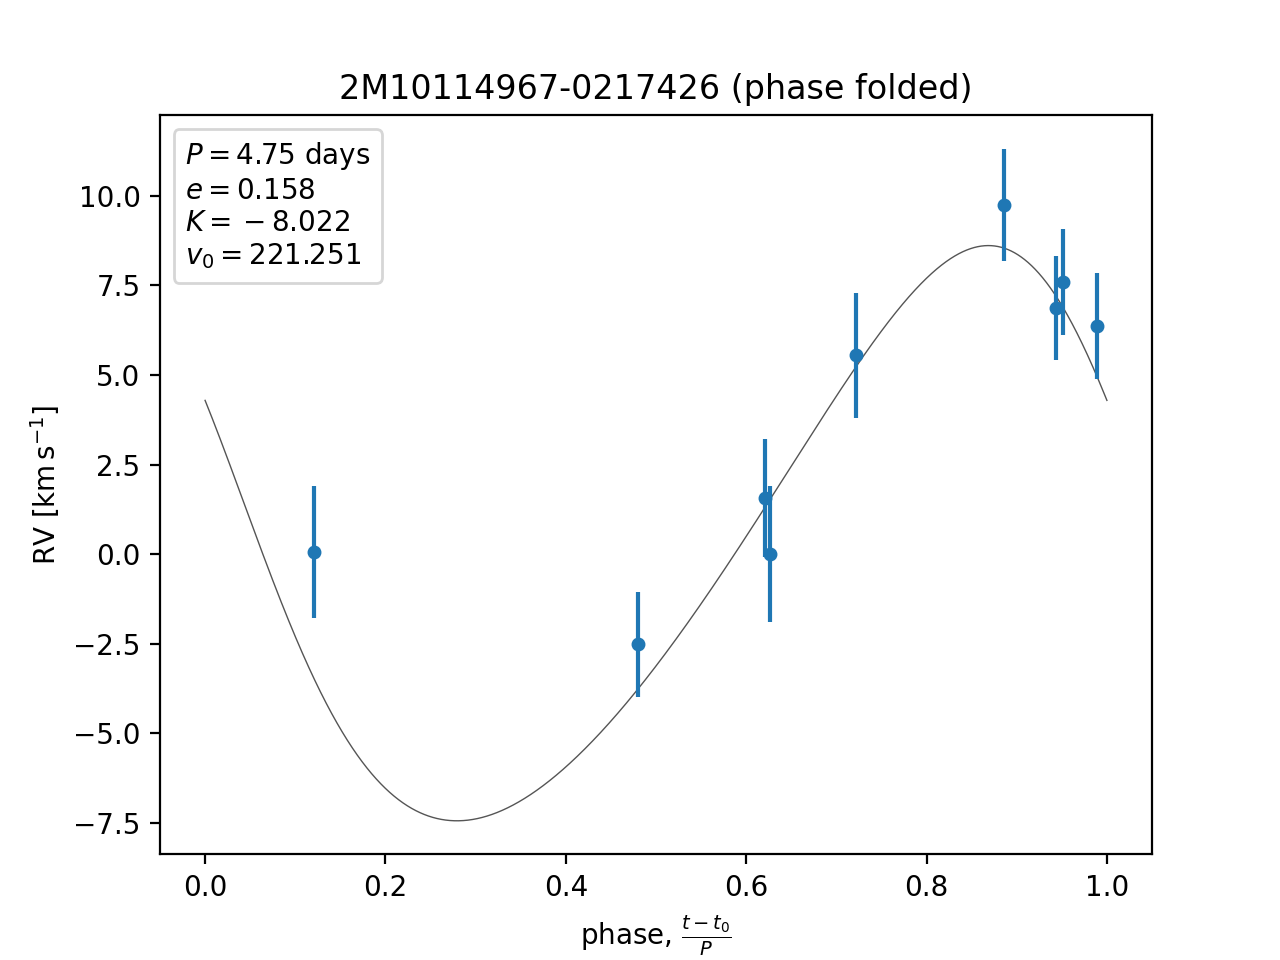 2M10114967-0217426 (phase folded)
P = 4.75 days
e = 0.158
K = −8.022
v₀ = 221.251
10.0
7.5
5.0
2.5
0.0
−2.5
−5.0
−7.5
RV [km s⁻¹]
0.0 0.2 0.4 0.6 0.8 1.0
phase, (t − t₀)/P